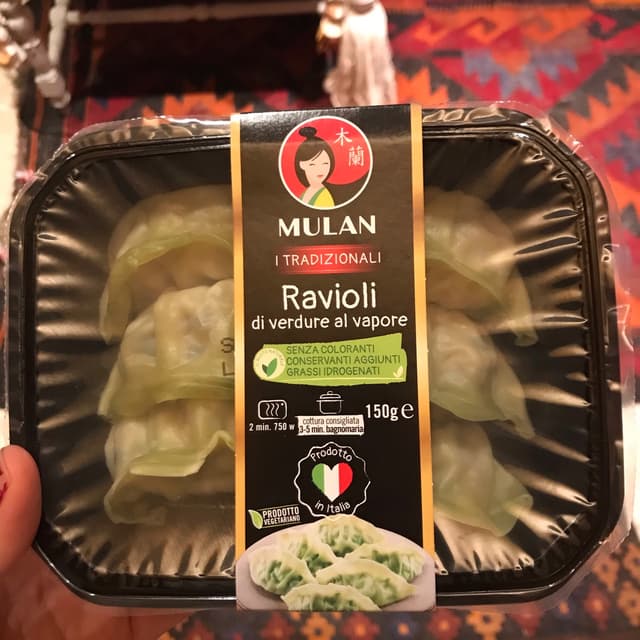 木蘭
MULAN
I TRADIZIONALI
Ravioli
di verdure al vapore
SENZA COLORANTI
CONSERVANTI AGGIUNTI
GRASSI IDROGENATI
2 min. 750 w
cottura consigliata
3-5 min. bagnomaria
150g e
Prodotto
in Italia
PRODOTTO
VEGETARIANO